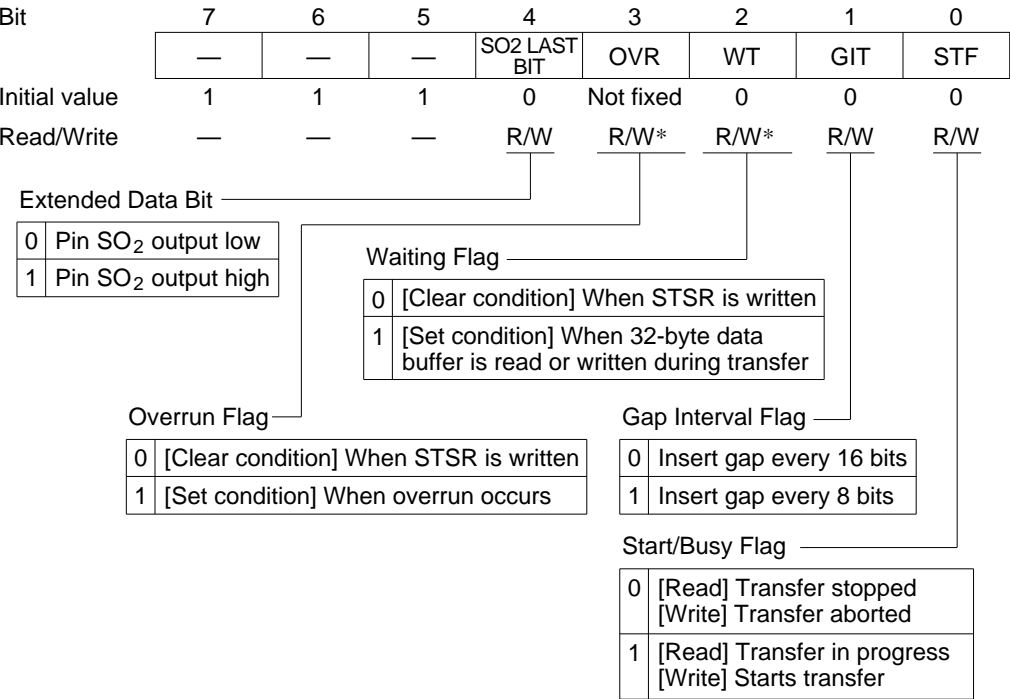 Bit 7 6 5 4 3 2 1 0
— — — SO2 LAST BIT OVR WT GIT STF
Initial value 1 1 1 0 Not fixed 0 0 0
Read/Write — — — R/W R/W* R/W* R/W R/W
Extended Data Bit
0 Pin SO2 output low
1 Pin SO2 output high
Waiting Flag
0 [Clear condition] When STSR is written
1 [Set condition] When 32-byte data
buffer is read or written during transfer
Overrun Flag
0 [Clear condition] When STSR is written
1 [Set condition] When overrun occurs
Gap Interval Flag
0 Insert gap every 16 bits
1 Insert gap every 8 bits
Start/Busy Flag
0 [Read] Transfer stopped
[Write] Transfer aborted
1 [Read] Transfer in progress
[Write] Starts transfer